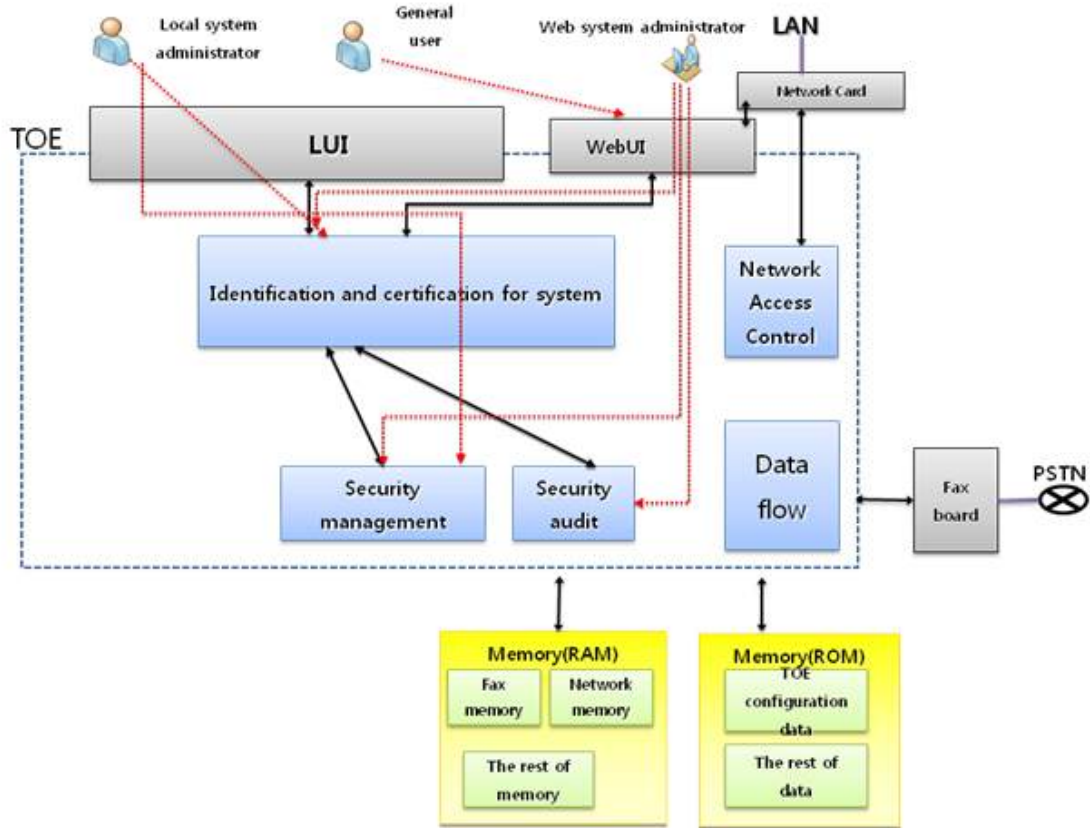 Local system
administrator
General
user
Web system administrator
LAN
Network Card
TOE
LUI
WebUI
Identification and certification for system
Network
Access
Control
Security
management
Security
audit
Data
flow
Fax
board
PSTN
Memory(RAM)
Fax
memory
Network
memory
The rest of
memory
Memory(ROM)
TOE
configuration
data
The rest of
data